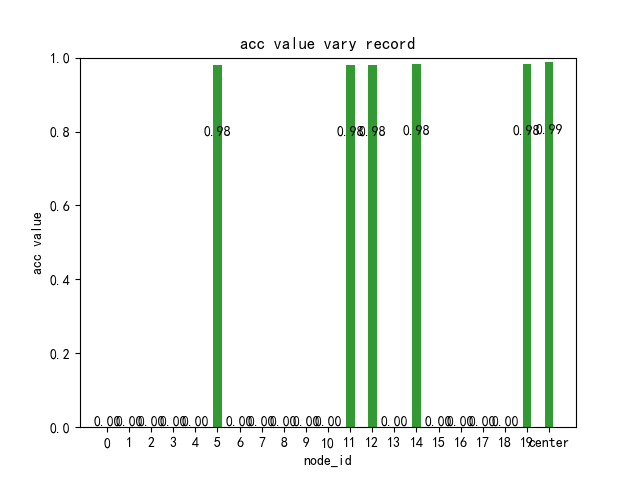 acc value vary record
1.0
0.8
0.6
0.4
0.2
0.0
acc value
0.98 0.98 0.98 0.98 0.98 0.99
0.00 0.00 0.00 0.00 0.00 0.00 0.00 0.00 0.00 0.00 0.00 0.00 0.00 0.00 0.00
0 1 2 3 4 5 6 7 8 9 10 11 12 13 14 15 16 17 18 19 center
node_id